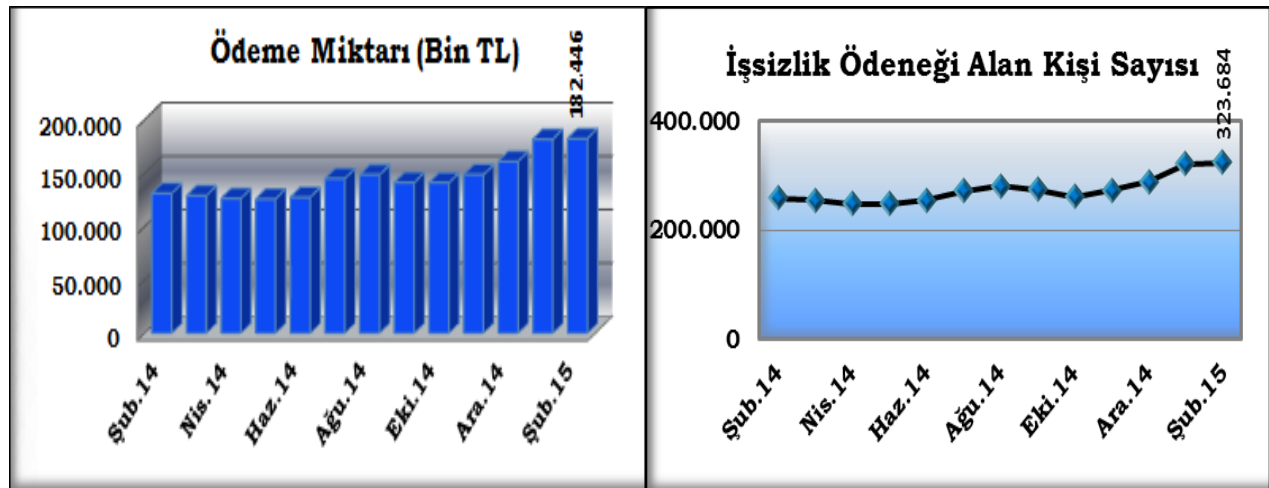 Ödeme Miktarı (Bin TL)
182.446
200.000
150.000
100.000
50.000
0
Şub.14
Nis.14
Haz.14
Ağu.14
Eki.14
Ara.14
Şub.15
İşsizlik Ödeneği Alan Kişi Sayısı
323.684
400.000
200.000
0
Şub.14
Nis.14
Haz.14
Ağu.14
Eki.14
Ara.14
Şub.15